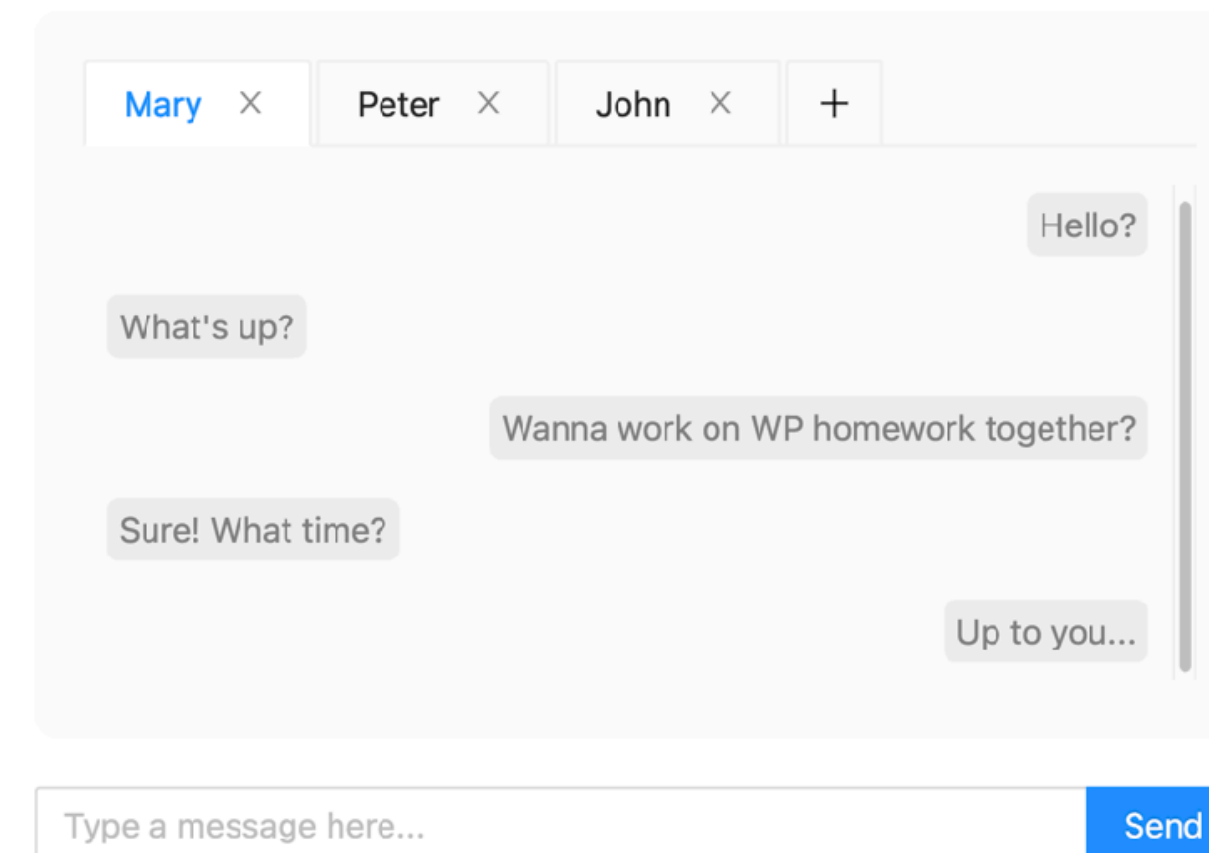 Mary X Peter X John X +
Hello?
What's up?
Wanna work on WP homework together?
Sure! What time?
Up to you...
Type a message here... Send